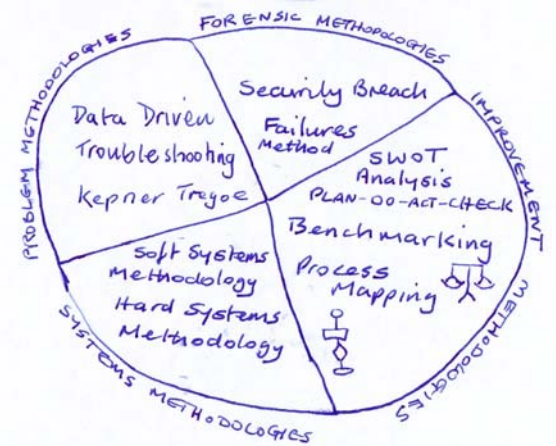 PROBLEM METHODOLOGIES
Data Driven
Troubleshooting
Kepner Tregoe
FORENSIC METHODOLOGIES
Security Breach
Failures
Method
IMPROVEMENT METHODOLOGIES
SWOT
Analysis
PLAN-DO-ACT-CHECK
Benchmarking
Process
Mapping
SYSTEMS METHODOLOGIES
Soft Systems
Methodology
Hard Systems
Methodology